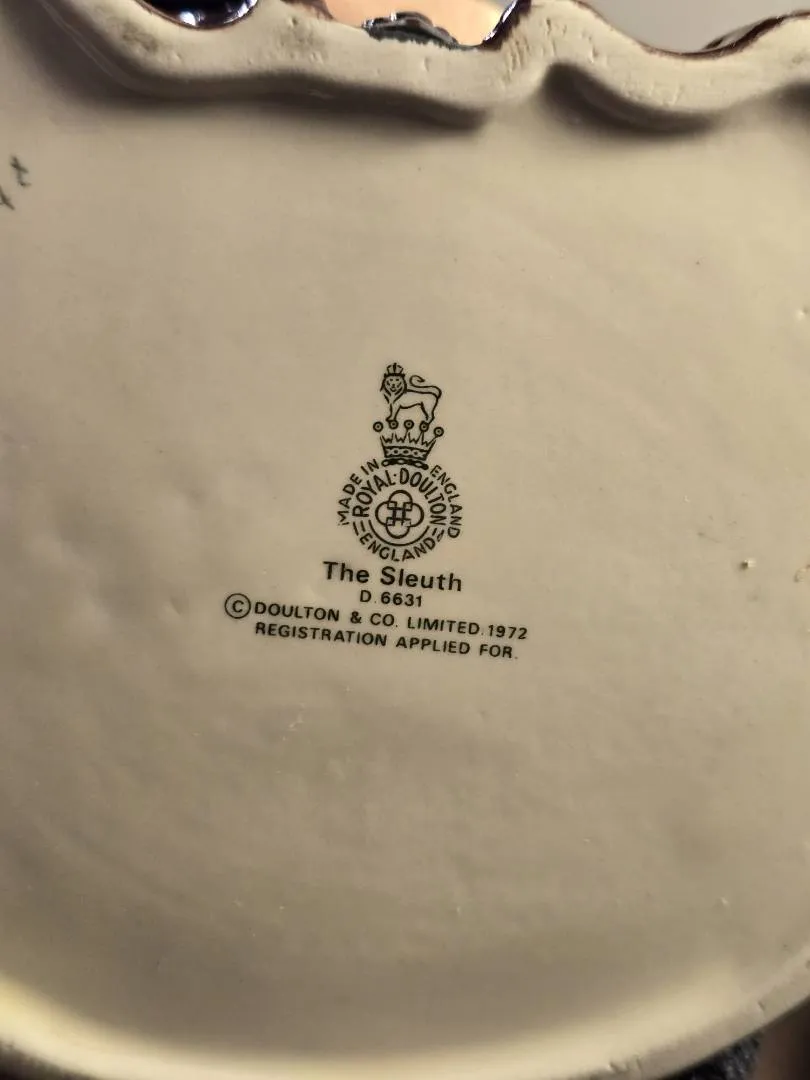 MADE IN ENGLAND
ROYAL·DOULTON
ENGLAND
The Sleuth
D.6631
© DOULTON & CO. LIMITED.1972
REGISTRATION APPLIED FOR.